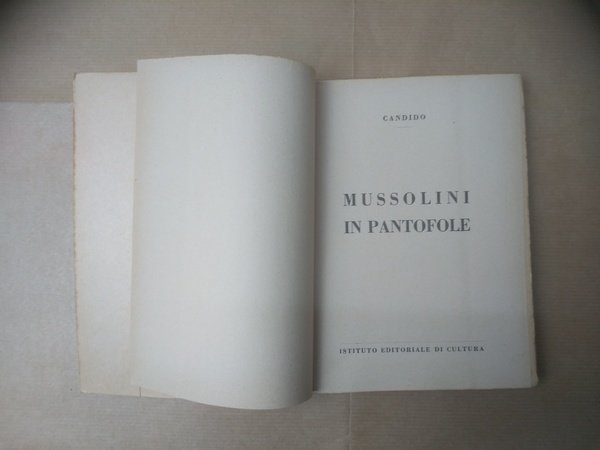 CANDIDO
MUSSOLINI
IN PANTOFOLE
ISTITUTO EDITORIALE DI CULTURA